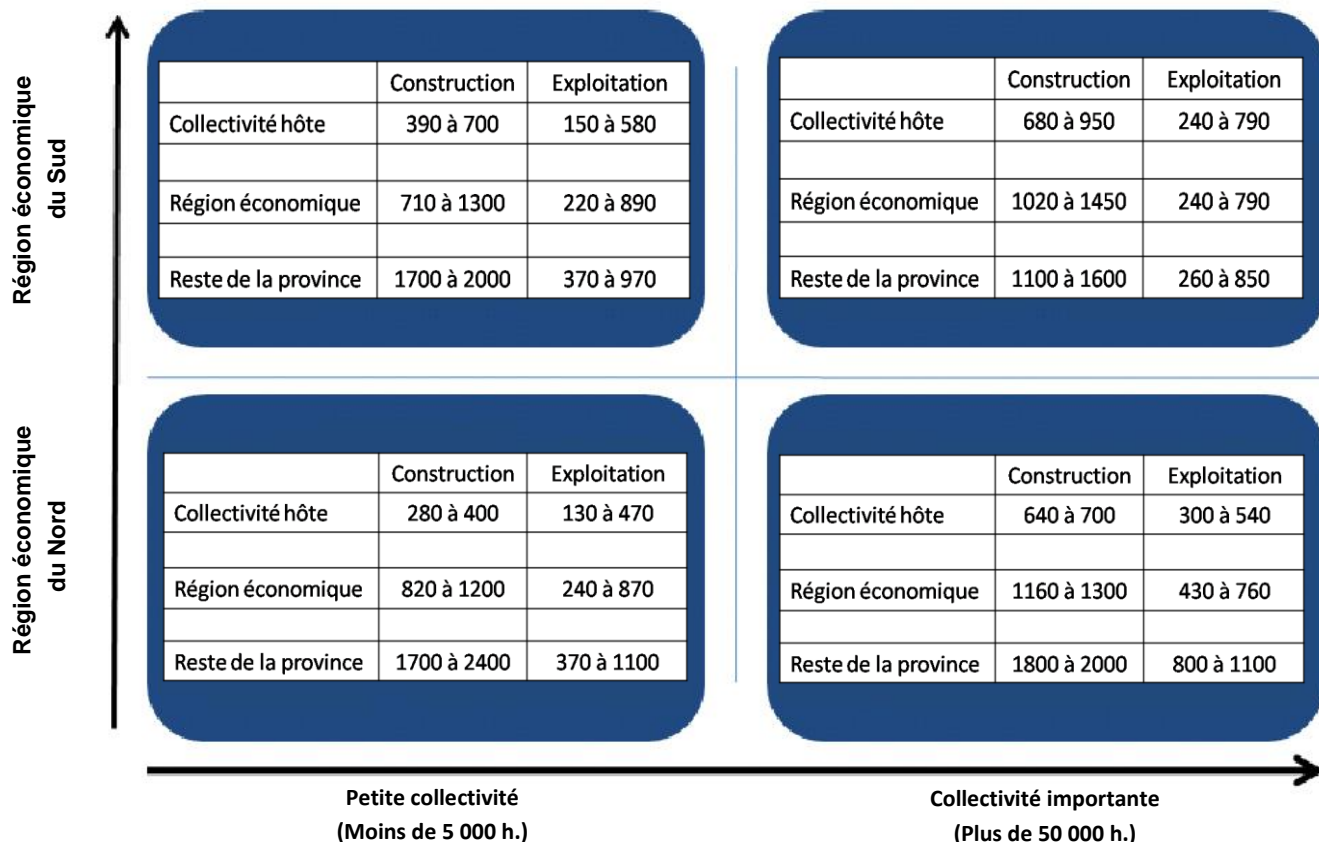 Région économique
du Sud
Construction Exploitation
Collectivité hôte 390 à 700 150 à 580
Région économique 710 à 1300 220 à 890
Reste de la province 1700 à 2000 370 à 970
Construction Exploitation
Collectivité hôte 680 à 950 240 à 790
Région économique 1020 à 1450 240 à 790
Reste de la province 1100 à 1600 260 à 850
Région économique
du Nord
Construction Exploitation
Collectivité hôte 280 à 400 130 à 470
Région économique 820 à 1200 240 à 870
Reste de la province 1700 à 2400 370 à 1100
Construction Exploitation
Collectivité hôte 640 à 700 300 à 540
Région économique 1160 à 1300 430 à 760
Reste de la province 1800 à 2000 800 à 1100
Petite collectivité
(Moins de 5 000 h.)
Collectivité importante
(Plus de 50 000 h.)